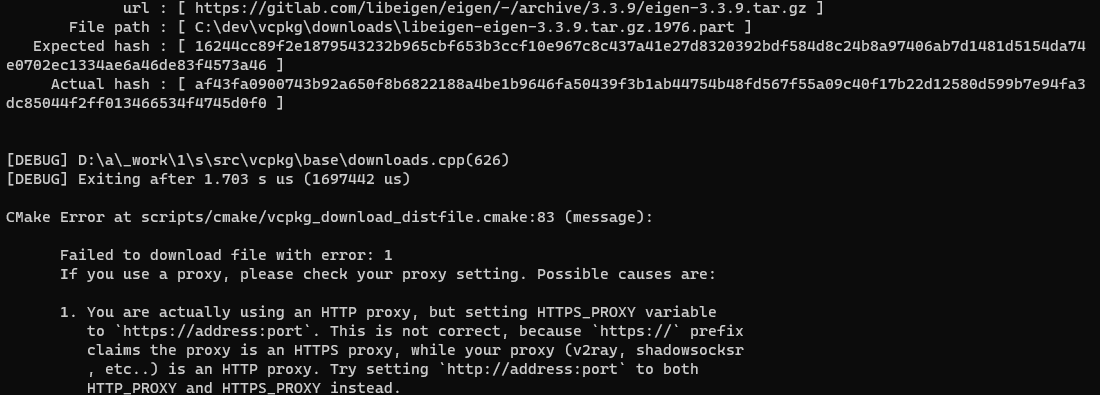 url : [ https://gitlab.com/libeigen/eigen/-/archive/3.3.9/eigen-3.3.9.tar.gz ]
File path : [ C:\dev\vcpkg\downloads\libeigen-eigen-3.3.9.tar.gz.1976.part ]
Expected hash : [ 16244cc89f2e1879543232b965cbf653b3ccf10e967c8c437a41e27d8320392bdf584d8c24b8a97406ab7d1481d5154da74
e0702ec1334ae6a46de83f4573a46 ]
Actual hash : [ af43fa0900743b92a650f8b6822188a4be1b9646fa50439f3b1ab44754b48fd567f55a09c40f17b22d12580d599b7e94fa3
dc85044f2ff013466534f4745d0f0 ]
[DEBUG] D:\a\_work\1\s\src\vcpkg\base\downloads.cpp(626)
[DEBUG] Exiting after 1.703 s us (1697442 us)
CMake Error at scripts/cmake/vcpkg_download_distfile.cmake:83 (message):
Failed to download file with error: 1
If you use a proxy, please check your proxy setting. Possible causes are:
1. You are actually using an HTTP proxy, but setting HTTPS_PROXY variable
to `https://address:port`. This is not correct, because `https://` prefix
claims the proxy is an HTTPS proxy, while your proxy (v2ray, shadowsocksr
, etc..) is an HTTP proxy. Try setting `http://address:port` to both
HTTP_PROXY and HTTPS_PROXY instead.